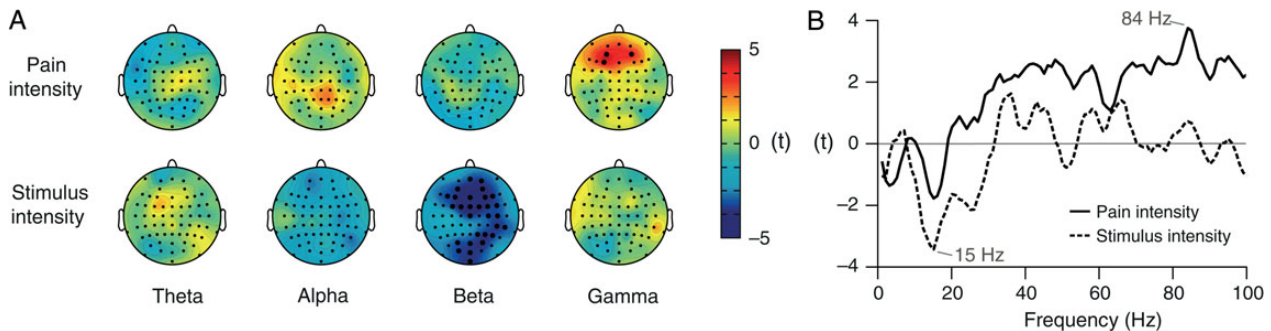 A
Pain
intensity
Stimulus
intensity
Theta
Alpha
Beta
Gamma
5
0 (t)
–5
B
84 Hz
4
2
(t) 0
–2
–4
Pain intensity
Stimulus intensity
15 Hz
0 20 40 60 80 100
Frequency (Hz)